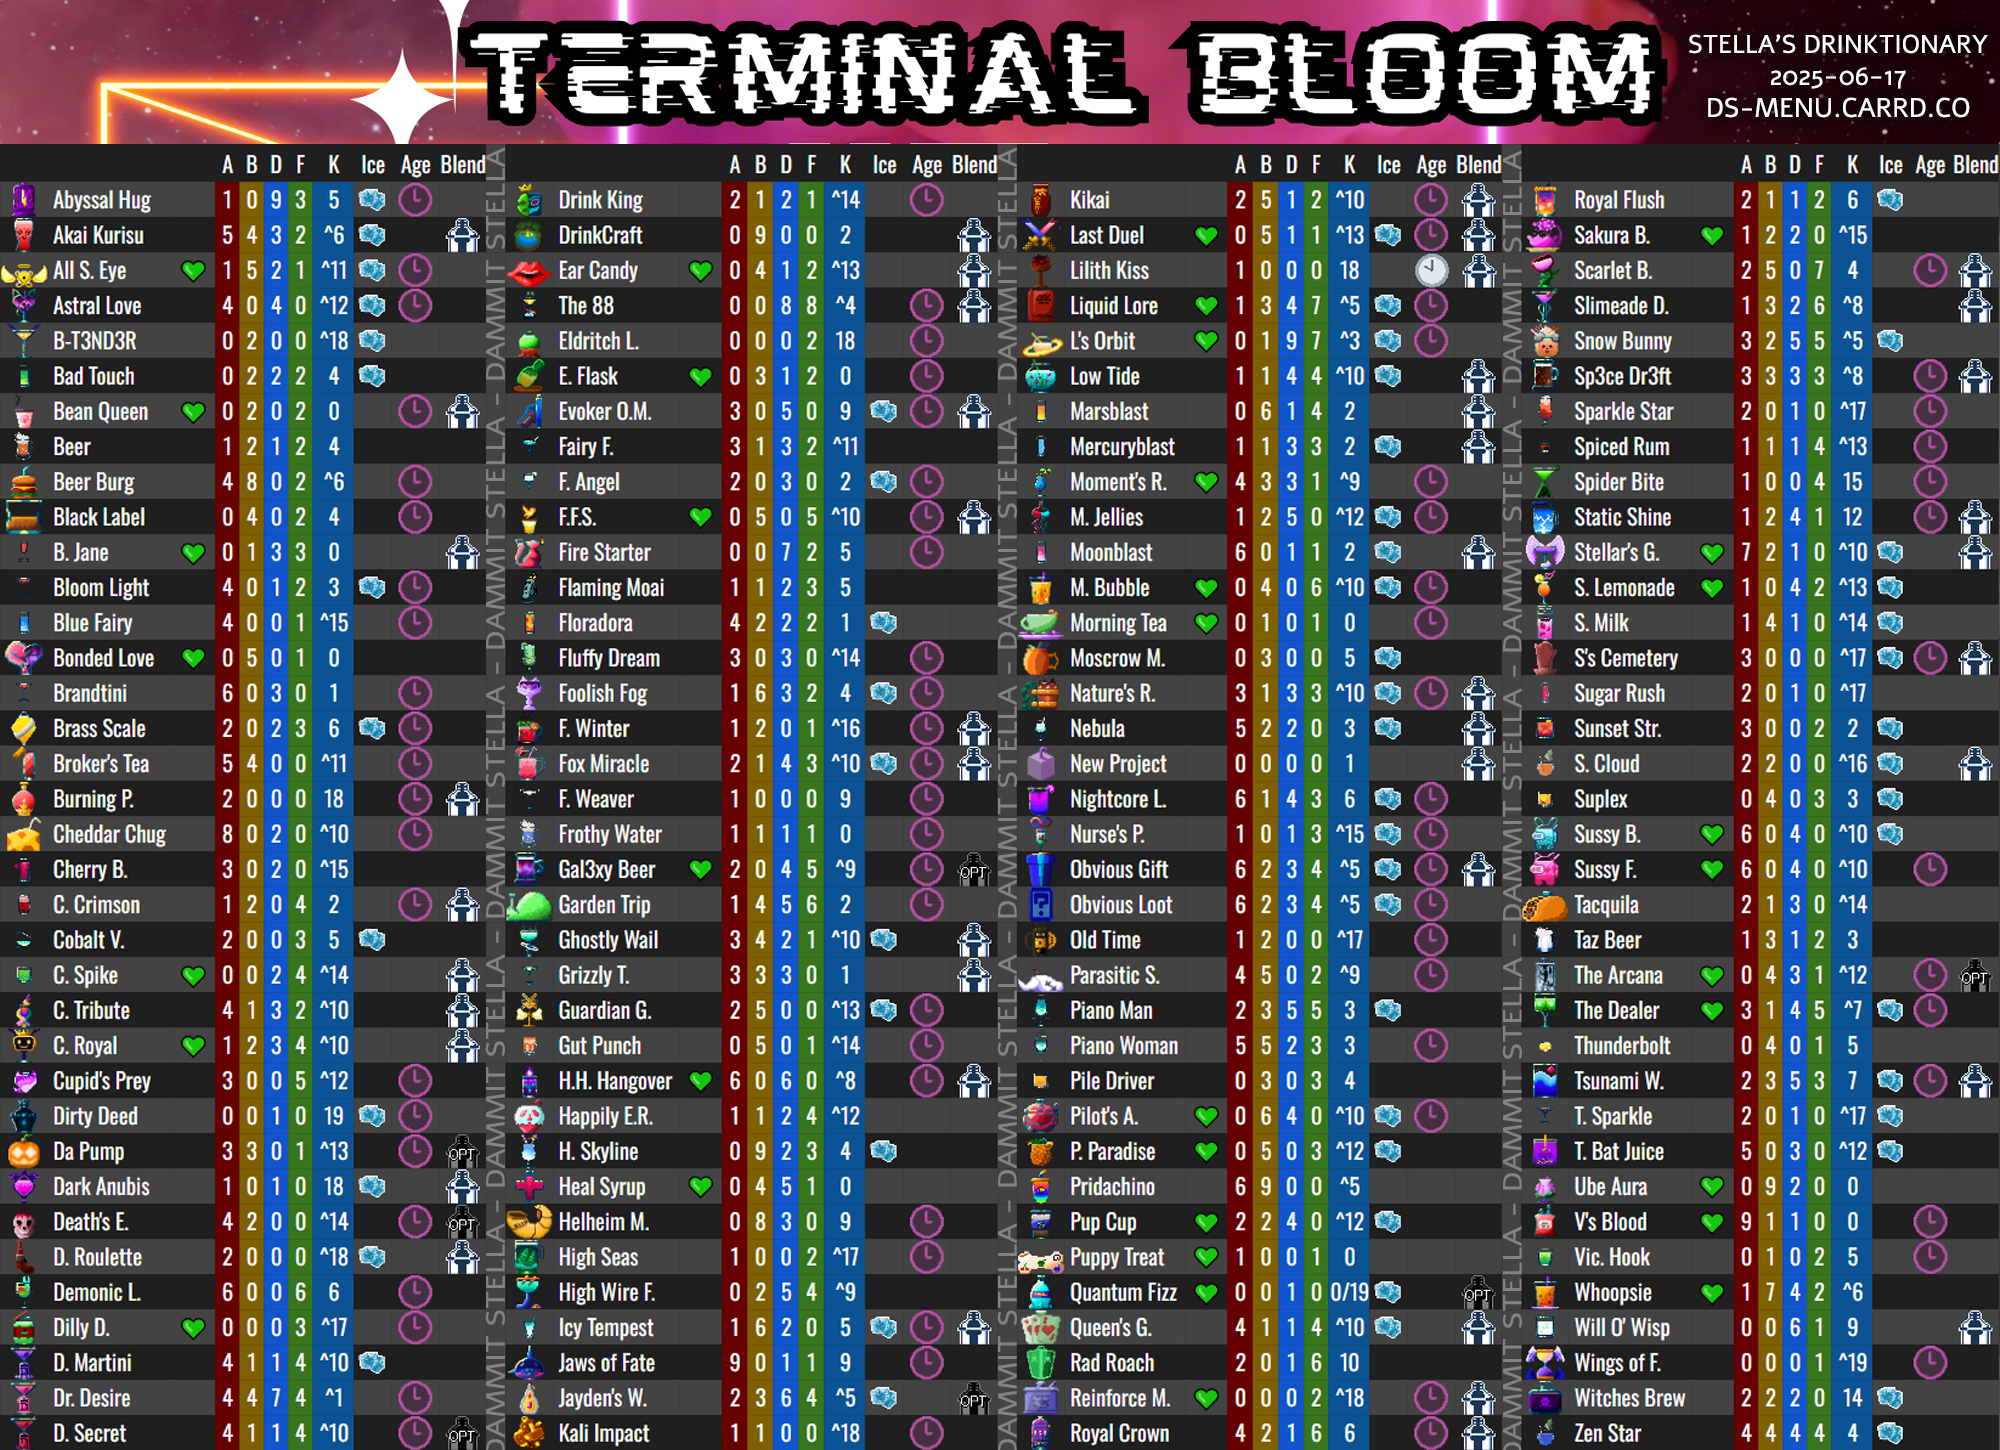 TERMINAL BLOOM
STELLA'S DRINKTIONARY
2025-06-17
DS-MENU.CARRD.CO
A B D F K Ice Age Blend
Abyssal Hug 1 0 9 3 5
Akai Kurisu 5 4 3 2 ^6
All S. Eye 1 5 2 1 ^11
Astral Love 4 0 4 0 ^12
B-T3ND3R 0 2 0 0 ^18
Bad Touch 0 2 2 2 4
Bean Queen 0 2 0 2 0
Beer 1 2 1 2 4
Beer Burg 4 8 0 2 ^6
Black Label 0 4 0 2 4
B. Jane 0 1 3 3 0
Bloom Light 4 0 1 2 3
Blue Fairy 4 0 0 1 ^15
Bonded Love 0 5 0 1 0
Brandtini 6 0 3 0 1
Brass Scale 2 0 2 3 6
Broker's Tea 5 4 0 0 ^11
Burning P. 2 0 0 0 18
Cheddar Chug 8 0 2 0 ^10
Cherry B. 3 0 2 0 ^15
C. Crimson 1 2 0 4 2
Cobalt V. 2 0 0 3 5
C. Spike 0 0 2 4 ^14
C. Tribute 4 1 3 2 ^10
C. Royal 1 2 3 4 ^10
Cupid's Prey 3 0 0 5 ^12
Dirty Deed 0 0 1 0 19
Da Pump 3 3 0 1 ^13 OPT
Dark Anubis 1 0 1 0 18
Death's E. 4 2 0 0 ^14 OPT
D. Roulette 2 0 0 0 ^18
Demonic L. 6 0 0 6 6
Dilly D. 0 0 0 3 ^17
D. Martini 4 1 1 4 ^10
Dr. Desire 4 4 7 4 ^1
D. Secret 4 1 1 4 ^10 OPT
DAMMIT STELLA - DAMMIT STELLA - DAMMIT STELLA - DAMMIT STELLA
A B D F K Ice Age Blend
Drink King 2 1 2 1 ^14
DrinkCraft 0 9 0 0 2
Ear Candy 0 4 1 2 ^13
The 88 0 0 8 8 ^4
Eldritch L. 0 0 0 2 18
E. Flask 0 3 1 2 0
Evoker O.M. 3 0 5 0 9
Fairy F. 3 1 3 2 ^11
F. Angel 2 0 3 0 2
F.F.S. 0 5 0 5 ^10
Fire Starter 0 0 7 2 5
Flaming Moai 1 1 2 3 5
Floradora 4 2 2 2 1
Fluffy Dream 3 0 3 0 ^14
Foolish Fog 1 6 3 2 4
F. Winter 1 2 0 1 ^16
Fox Miracle 2 1 4 3 ^10
F. Weaver 1 0 0 0 9
Frothy Water 1 1 1 1 0
Gal3xy Beer 2 0 4 5 ^9 OPT
Garden Trip 1 4 5 6 2
Ghostly Wail 3 4 2 1 ^10
Grizzly T. 3 3 3 0 1
Guardian G. 2 5 0 0 ^13
Gut Punch 0 5 0 1 ^14
H.H. Hangover 6 0 6 0 ^8
Happily E.R. 1 1 2 4 ^12
H. Skyline 0 9 2 3 4
Heal Syrup 0 4 5 1 0
Helheim M. 0 8 3 0 9
High Seas 1 0 0 2 ^17
High Wire F. 0 2 5 4 ^9
Icy Tempest 1 6 2 0 5
Jaws of Fate 9 0 1 1 9
Jayden's W. 2 3 6 4 ^5 OPT
Kali Impact 1 1 0 0 ^18
DAMMIT STELLA - DAMMIT STELLA - DAMMIT STELLA - DAMMIT STELLA
A B D F K Ice Age Blend
Kikai 2 5 1 2 ^10
Last Duel 0 5 1 1 ^13
Lilith Kiss 1 0 0 0 18
Liquid Lore 1 3 4 7 ^5
L's Orbit 0 1 9 7 ^3
Low Tide 1 1 4 4 ^10
Marsblast 0 6 1 4 2
Mercuryblast 1 1 3 3 2
Moment's R. 4 3 3 1 ^9
M. Jellies 1 2 5 0 ^12
Moonblast 6 0 1 1 2
M. Bubble 0 4 0 6 ^10
Morning Tea 0 1 0 1 0
Moscrow M. 0 3 0 0 5
Nature's R. 3 1 3 3 ^10
Nebula 5 2 2 0 3
New Project 0 0 0 0 1
Nightcore L. 6 1 4 3 6
Nurse's P. 1 0 1 3 ^15
Obvious Gift 6 2 3 4 ^5
Obvious Loot 6 2 3 4 ^5
Old Time 1 2 0 0 ^17
Parasitic S. 4 5 0 2 ^9
Piano Man 2 3 5 5 3
Piano Woman 5 5 2 3 3
Pile Driver 0 3 0 3 4
Pilot's A. 0 6 4 0 ^10
P. Paradise 0 5 0 3 ^12
Pridachino 6 9 0 0 ^5
Pup Cup 2 2 4 0 ^12
Puppy Treat 1 0 0 1 0
Quantum Fizz 0 0 1 0 0/19 OPT
Queen's G. 4 1 1 4 ^10
Rad Roach 2 0 1 6 10
Reinforce M. 0 0 0 2 ^18
Royal Crown 4 2 1 6 6
DAMMIT STELLA - DAMMIT STELLA - DAMMIT STELLA - DAMMIT STELLA
A B D F K Ice Age Blend
Royal Flush 2 1 1 2 6
Sakura B. 1 2 2 0 ^15
Scarlet B. 2 5 0 7 4
Slimeade D. 1 3 2 6 ^8
Snow Bunny 3 2 5 5 ^5
Sp3ce Dr3ft 3 3 3 3 ^8
Sparkle Star 2 0 1 0 ^17
Spiced Rum 1 1 1 4 ^13
Spider Bite 1 0 0 4 15
Static Shine 1 2 4 1 12
Stellar's G. 7 2 1 0 ^10
S. Lemonade 1 0 4 2 ^13
S. Milk 1 4 1 0 ^14
S's Cemetery 3 0 0 0 ^17
Sugar Rush 2 0 1 0 ^17
Sunset Str. 3 0 0 2 2
S. Cloud 2 2 0 0 ^16
Suplex 0 4 0 3 3
Sussy B. 6 0 4 0 ^10
Sussy F. 6 0 4 0 ^10
Tacquila 2 1 3 0 ^14
Taz Beer 1 3 1 2 3
The Arcana 0 4 3 1 ^12 OPT
The Dealer 3 1 4 5 ^7
Thunderbolt 0 4 0 1 5
Tsunami W. 2 3 5 3 7
T. Sparkle 2 0 1 0 ^17
T. Bat Juice 5 0 3 0 ^12
Ube Aura 0 9 2 0 0
V's Blood 9 1 1 0 0
Vic. Hook 0 1 0 2 5
Whoopsie 1 7 4 2 ^6
Will O' Wisp 0 0 6 1 9
Wings of F. 0 0 0 1 ^19
Witches Brew 2 2 2 0 14
Zen Star 4 4 4 4 4